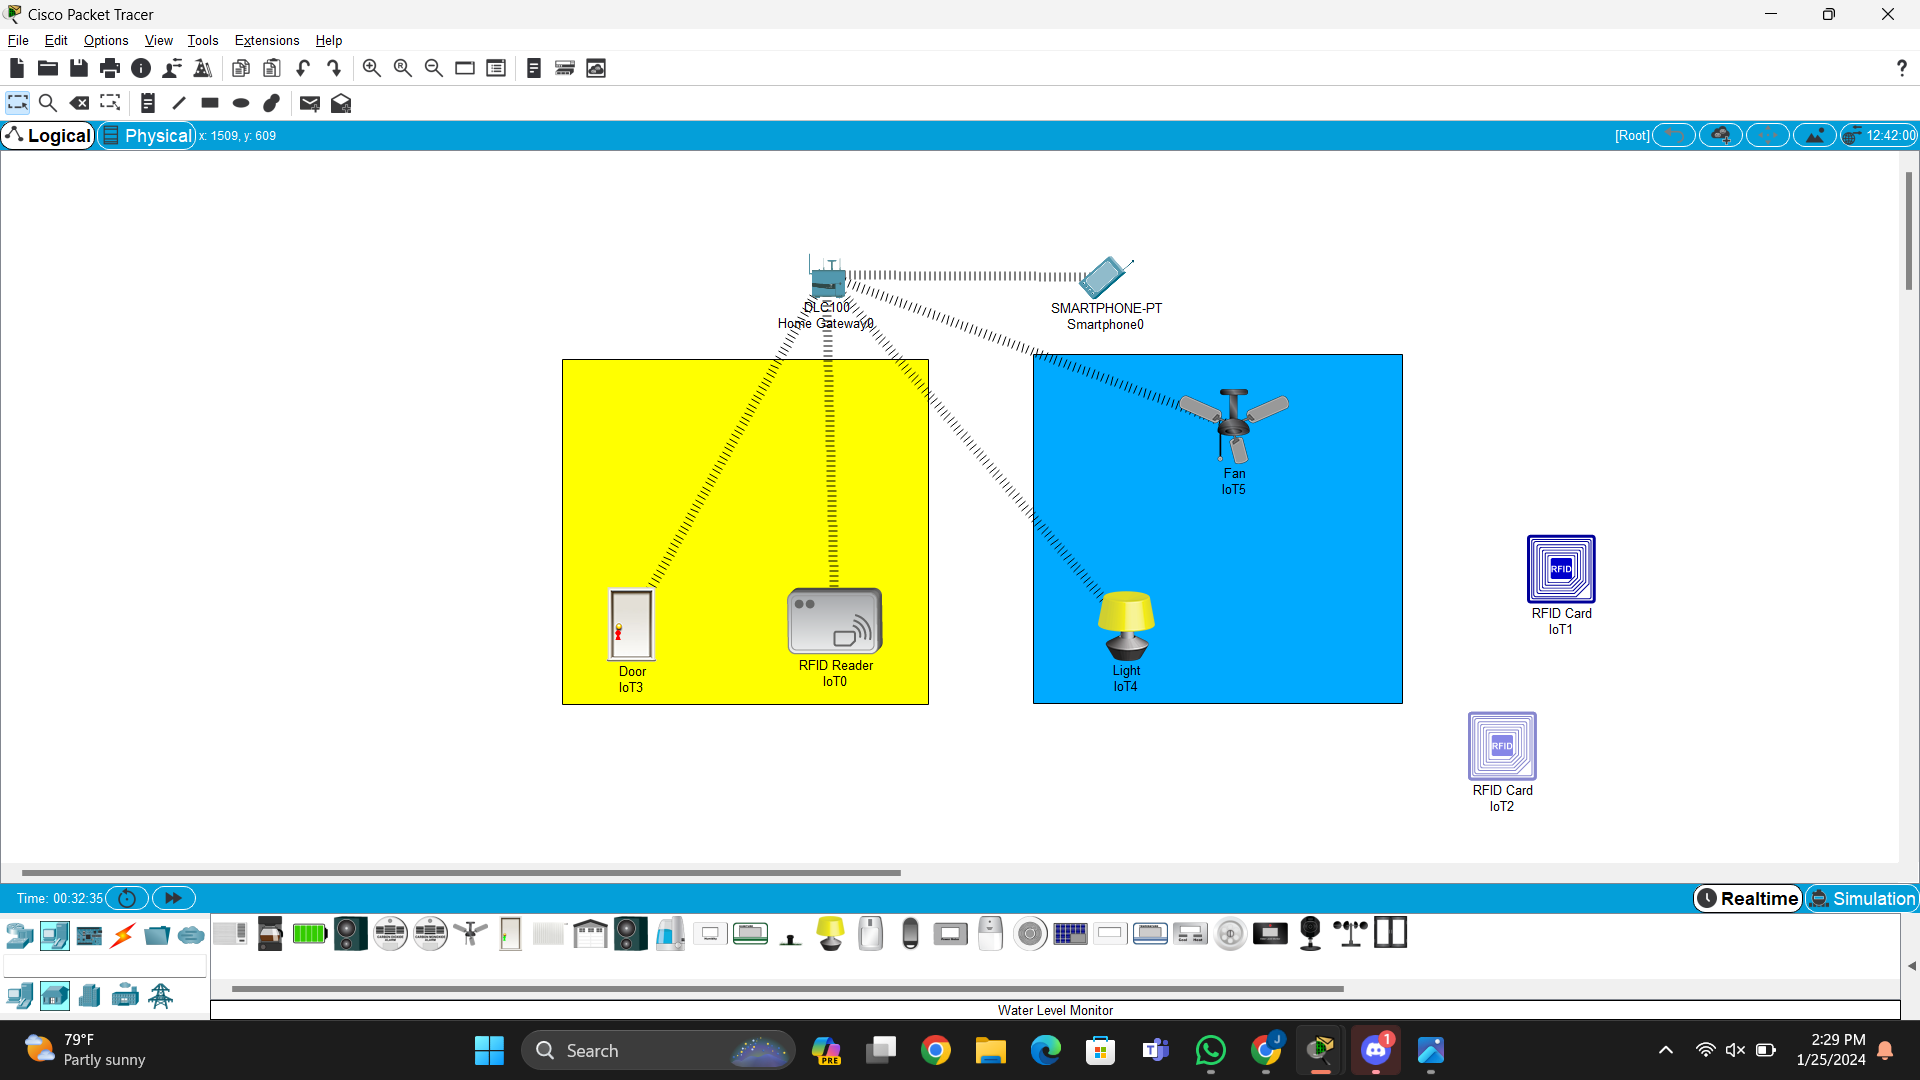 Cisco Packet Tracer
File Edit Options View Tools Extensions Help
?
Logical Physical x: 1509, y: 609 [Root] 12:42:00
DLC100
Home Gateway0
SMARTPHONE-PT
Smartphone0
Fan
IoT5
RFID
RFID Card
IoT1
Door
IoT3
RFID Reader
IoT0
Light
IoT4
RFID
RFID Card
IoT2
Time: 00:32:35 Realtime Simulation
Water Level Monitor
79°F
Partly sunny
Search
PRE
J
1
2:29 PM
1/25/2024